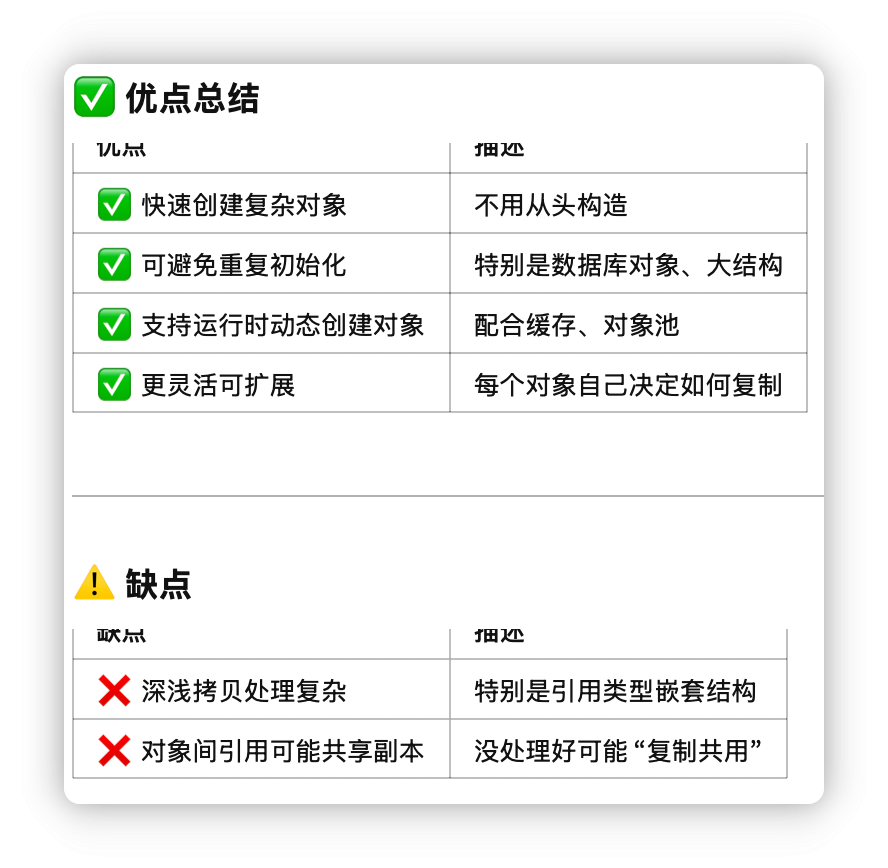 ✅ 优点总结
优点 描述
✅ 快速创建复杂对象 不用从头构造
✅ 可避免重复初始化 特别是数据库对象、大结构
✅ 支持运行时动态创建对象 配合缓存、对象池
✅ 更灵活可扩展 每个对象自己决定如何复制
⚠️ 缺点
缺点 描述
❌ 深浅拷贝处理复杂 特别是引用类型嵌套结构
❌ 对象间引用可能共享副本 没处理好可能 “复制共用”